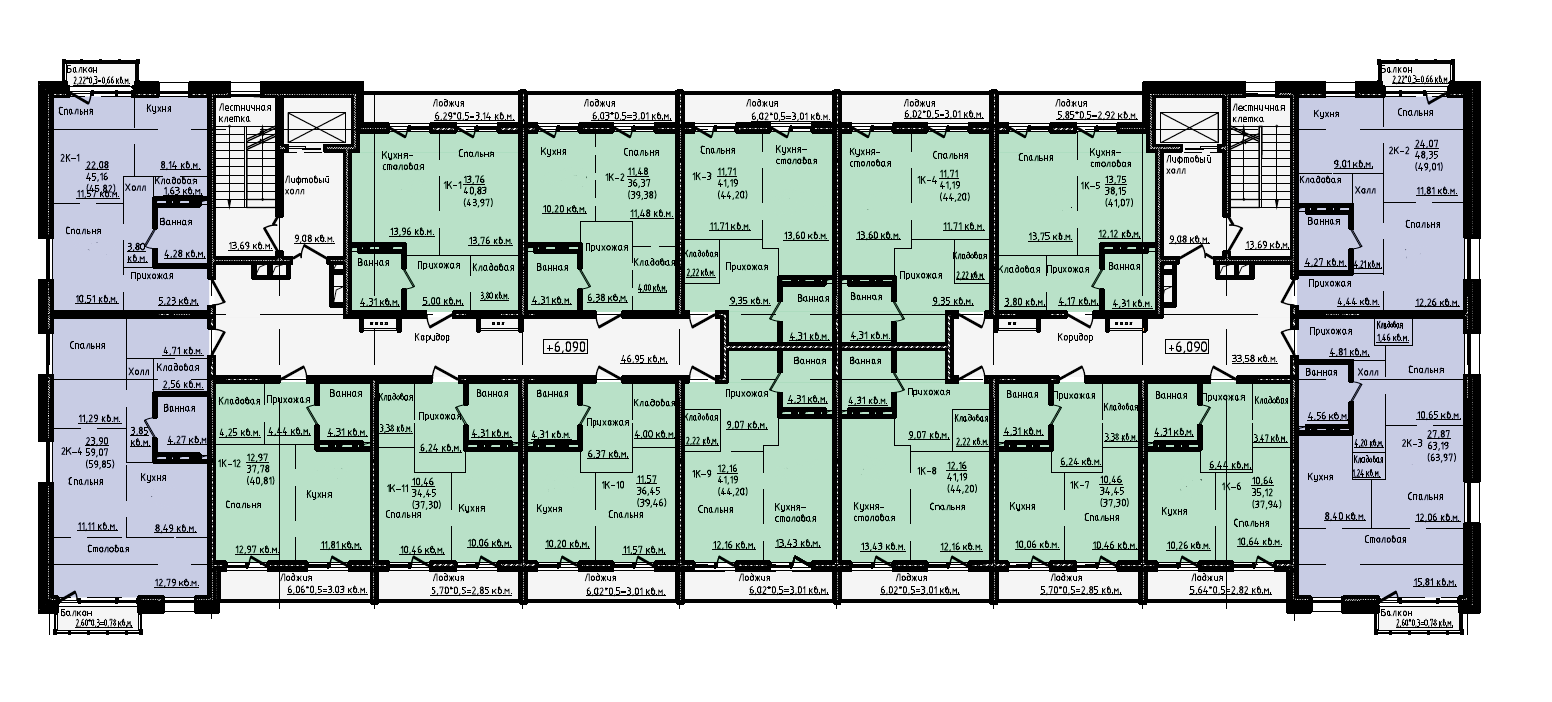 Балкон
2,22*0,3=0,66 кв.м.
Спальня
Кухня
2К-1
22,08
45,16
(45,82)
8,14 кв.м.
11,57 кв.м.
Холл
Кладовая
1,63 кв.м.
Ванная
Спальня
3,80
кв.м.
4,28 кв.м.
Прихожая
10,51 кв.м.
5,23 кв.м.
Лестничная
клетка
13,69 кв.м.
Лифтовый
холл
9,08 кв.м.
Лоджия
6,29*0,5=3,14 кв.м.
Кухня-
столовая
Спальня
1К-1
13,76
40,83
(43,97)
13,96 кв.м.
13,76 кв.м.
Ванная
4,31 кв.м.
Прихожая
5,00 кв.м.
Кладовая
3,80 кв.м.
Лоджия
6,03*0,5=3,01 кв.м.
Кухня
Спальня
1К-2
11,48
36,37
(39,38)
10,20 кв.м.
11,48 кв.м.
Прихожая
Ванная
4,31 кв.м.
6,38 кв.м.
Кладовая
4,00 кв.м.
Лоджия
6,02*0,5=3,01 кв.м.
Спальня
Кухня-
столовая
1К-3
11,71
41,19
(44,20)
11,71 кв.м.
13,60 кв.м.
Кладовая
2,22 кв.м.
Прихожая
9,35 кв.м.
Ванная
4,31 кв.м.
Лоджия
6,02*0,5=3,01 кв.м.
Кухня-
столовая
Спальня
1К-4
11,71
41,19
(44,20)
13,60 кв.м.
11,71 кв.м.
Кладовая
2,22 кв.м.
Прихожая
9,35 кв.м.
Ванная
4,31 кв.м.
Лоджия
5,85*0,5=2,92 кв.м.
Спальня
Кухня-
столовая
1К-5
13,75
38,15
(41,07)
13,75 кв.м.
12,12 кв.м.
Кладовая
3,80 кв.м.
Прихожая
4,17 кв.м.
Ванная
4,31 кв.м.
Лифтовый
холл
9,08 кв.м.
Лестничная
клетка
13,69 кв.м.
Балкон
2,22*0,3=0,66 кв.м.
Кухня
Спальня
2К-2
24,07
48,35
(49,01)
9,01 кв.м.
11,81 кв.м.
Кладовая
Холл
Ванная
4,27 кв.м.
4,21 кв.м.
Спальня
Прихожая
4,44 кв.м.
12,26 кв.м.
Коридор
+6,090
46,95 кв.м.
Коридор
+6,090
33,58 кв.м.
Спальня
4,71 кв.м.
Холл
Кладовая
2,56 кв.м.
Ванная
11,29 кв.м.
3,85
кв.м.
4,27 кв.м.
2К-4
23,90
59,07
(59,85)
Спальня
Кухня
11,11 кв.м.
8,49 кв.м.
Столовая
12,79 кв.м.
Балкон
2,60*0,3=0,78 кв.м.
Кладовая
4,25 кв.м.
Прихожая
4,44 кв.м.
Ванная
4,31 кв.м.
1К-12
12,97
37,78
(40,81)
Спальня
Кухня
12,97 кв.м.
11,81 кв.м.
Лоджия
6,06*0,5=3,03 кв.м.
Кладовая
3,38 кв.м.
Прихожая
6,24 кв.м.
Ванная
4,31 кв.м.
1К-11
10,46
34,45
(37,30)
Спальня
Кухня
10,46 кв.м.
10,06 кв.м.
Лоджия
5,70*0,5=2,85 кв.м.
Ванная
4,31 кв.м.
Прихожая
6,37 кв.м.
Кладовая
4,00 кв.м.
1К-10
11,57
36,45
(39,46)
Кухня
Спальня
10,20 кв.м.
11,57 кв.м.
Лоджия
6,02*0,5=3,01 кв.м.
Ванная
4,31 кв.м.
Прихожая
9,07 кв.м.
Кладовая
2,22 кв.м.
1К-9
12,16
41,19
(44,20)
Спальня
Кухня-
столовая
12,16 кв.м.
13,43 кв.м.
Лоджия
6,02*0,5=3,01 кв.м.
Ванная
4,31 кв.м.
Прихожая
9,07 кв.м.
Кладовая
2,22 кв.м.
1К-8
12,16
41,19
(44,20)
Кухня-
столовая
Спальня
13,43 кв.м.
12,16 кв.м.
Лоджия
6,02*0,5=3,01 кв.м.
Ванная
4,31 кв.м.
Прихожая
6,24 кв.м.
Кладовая
3,38 кв.м.
1К-7
10,46
34,45
(37,30)
Кухня
Спальня
10,06 кв.м.
10,46 кв.м.
Лоджия
5,70*0,5=2,85 кв.м.
Ванная
4,31 кв.м.
Прихожая
6,44 кв.м.
Кладовая
3,47 кв.м.
1К-6
10,64
35,12
(37,94)
Кухня
Спальня
10,26 кв.м.
10,64 кв.м.
Лоджия
5,64*0,5=2,82 кв.м.
Прихожая
4,81 кв.м.
Кладовая
1,46 кв.м.
Спальня
Ванная
4,56 кв.м.
Холл
10,65 кв.м.
4,20 кв.м.
2К-3
27,87
63,19
(63,97)
Кладовая
1,24 кв.м.
Кухня
Спальня
8,40 кв.м.
12,06 кв.м.
Столовая
15,81 кв.м.
Балкон
2,60*0,3=0,78 кв.м.